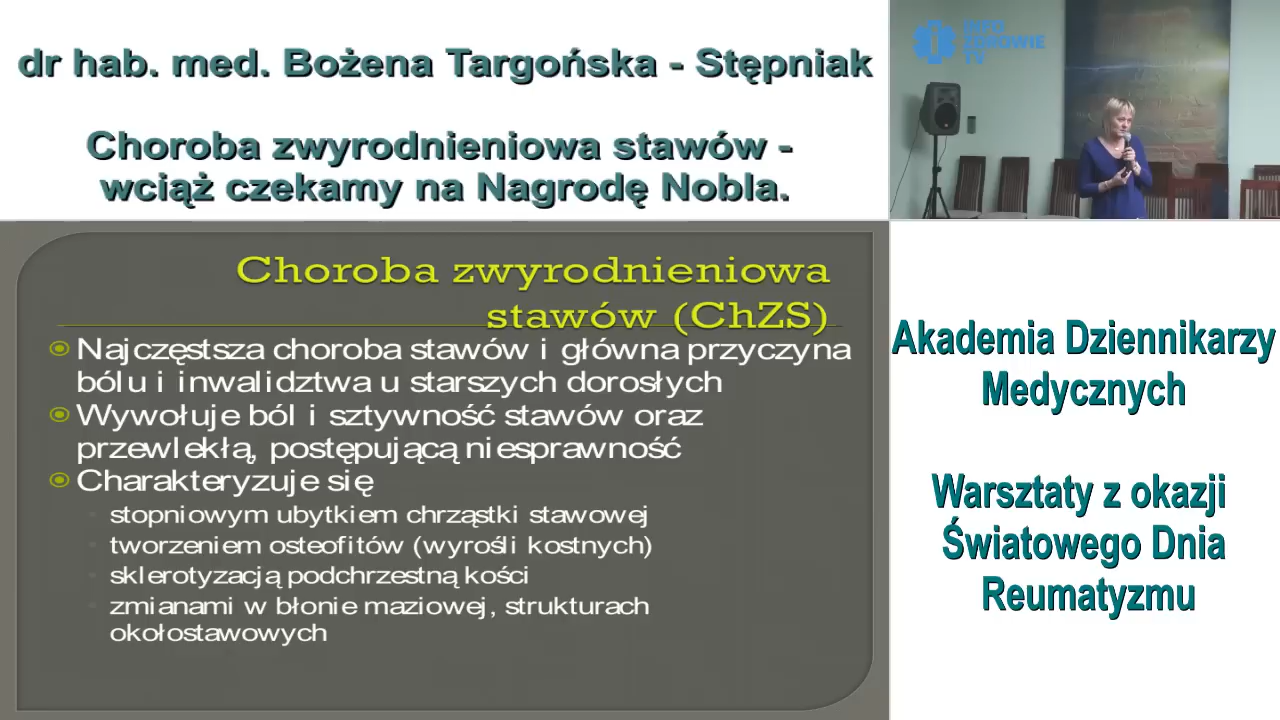 dr hab. med. Bożena Targońska - Stępniak
Choroba zwyrodnieniowa stawów -
wciąż czekamy na Nagrodę Nobla.
INFO
ZDROWIE
TV
Choroba zwyrodnieniowa
stawów (ChZS)
Najczęstsza choroba stawów i główna przyczyna
bólu i inwalidztwa u starszych dorosłych
Wywołuje ból i sztywność stawów oraz
przewlekłą, postępującą niesprawność
Charakteryzuje się
stopniowym ubytkiem chrząstki stawowej
tworzeniem osteofitów (wyrośli kostnych)
sklerotyzacją podchrzestną kości
zmianami w błonie maziowej, strukturach
okołostawowych
Akademia Dziennikarzy
Medycznych
Warsztaty z okazji
Światowego Dnia
Reumatyzmu